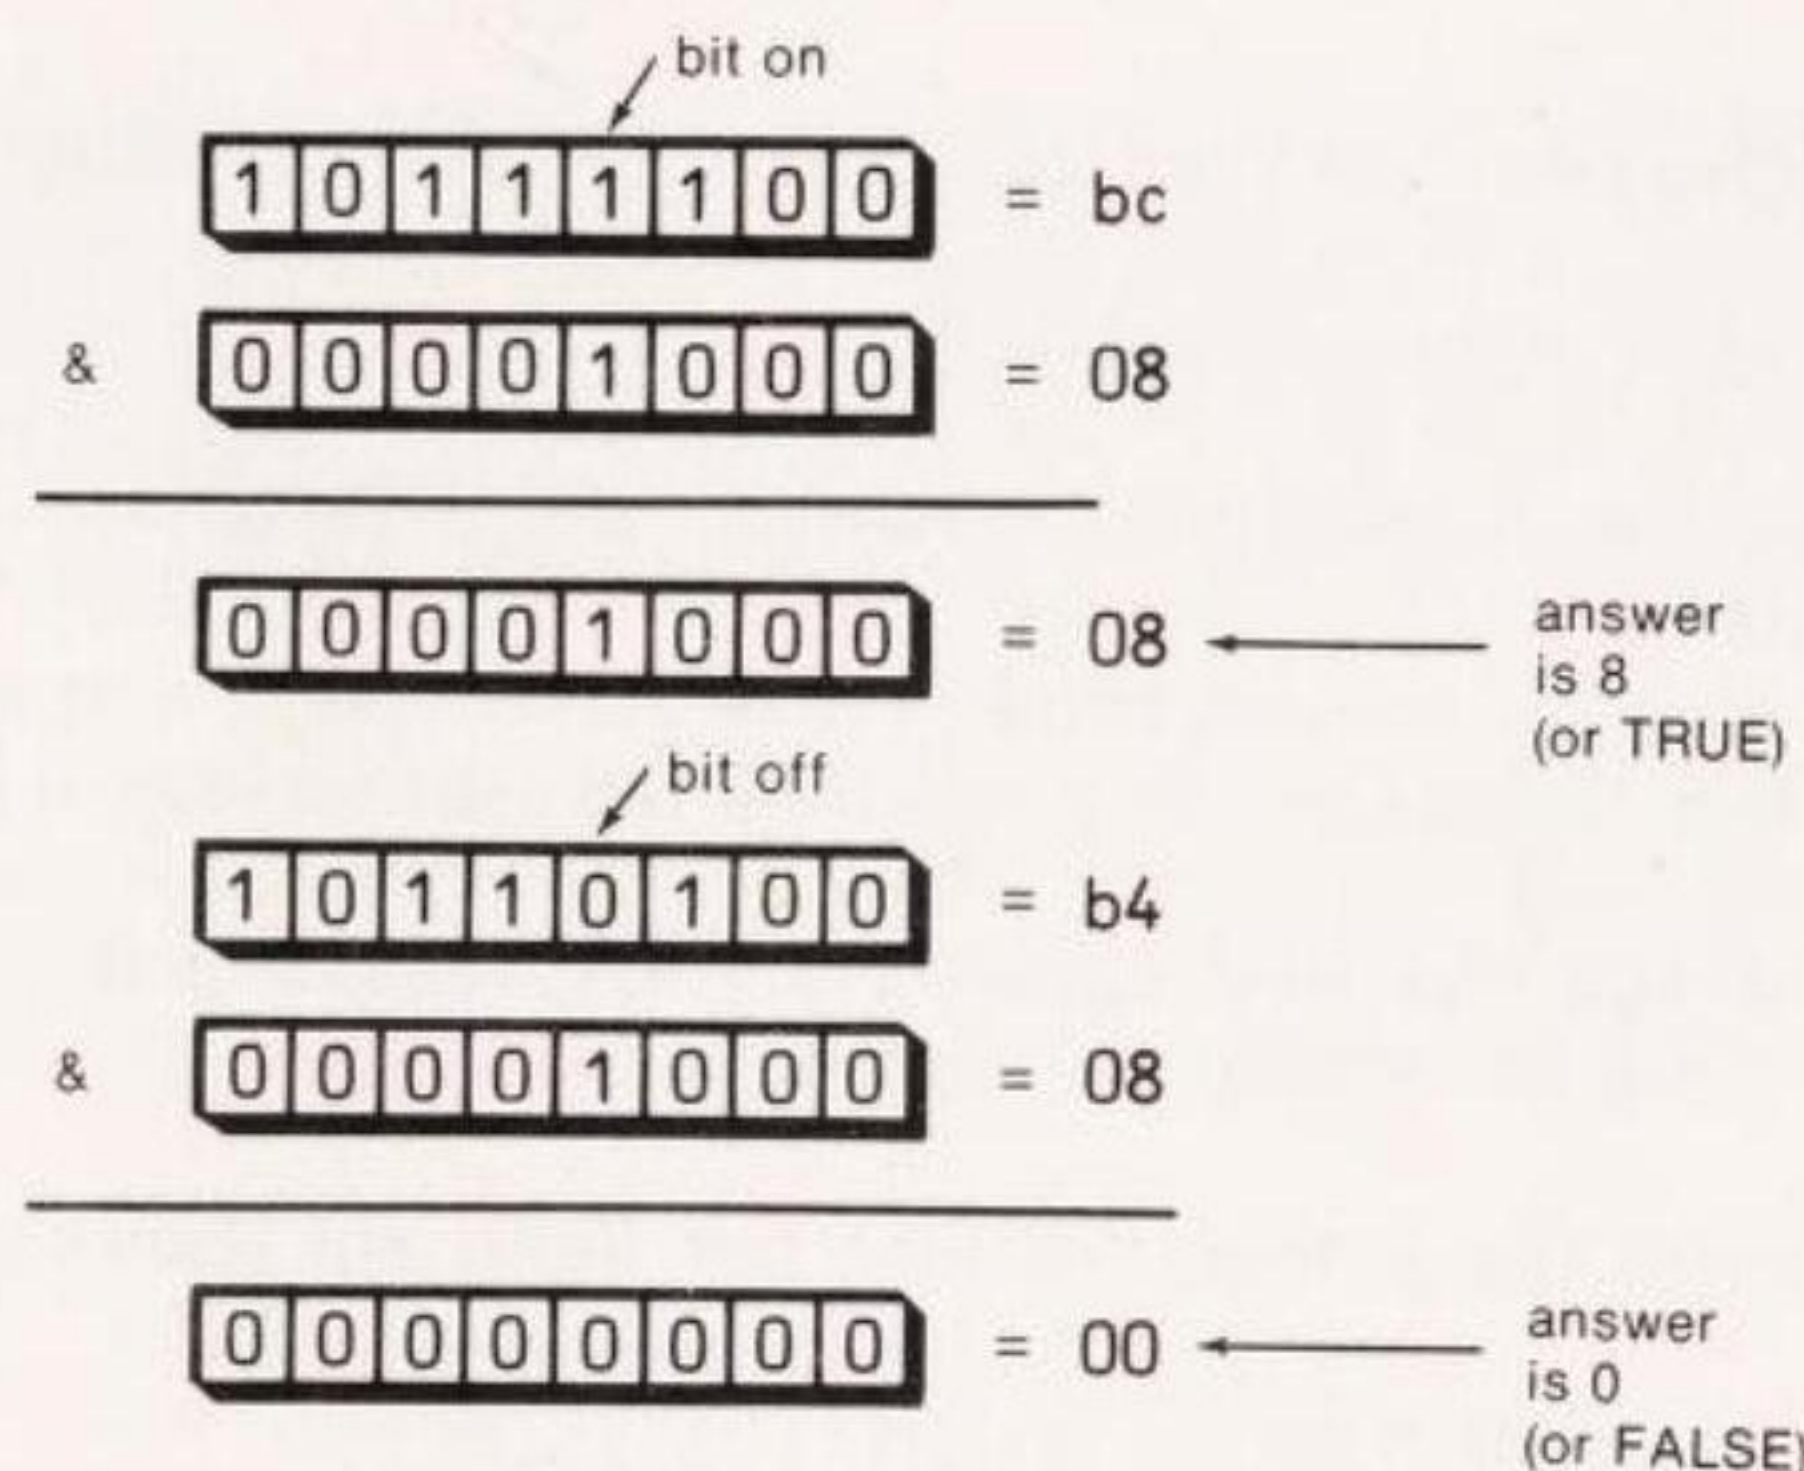 bit on
1 0 1 1 1 1 0 0 = bc
& 0 0 0 0 1 0 0 0 = 08
0 0 0 0 1 0 0 0 = 08
answer
is 8
(or TRUE)
bit off
1 0 1 1 0 1 0 0 = b4
& 0 0 0 0 1 0 0 0 = 08
0 0 0 0 0 0 0 0 = 00
answer
is 0
(or FALSE)